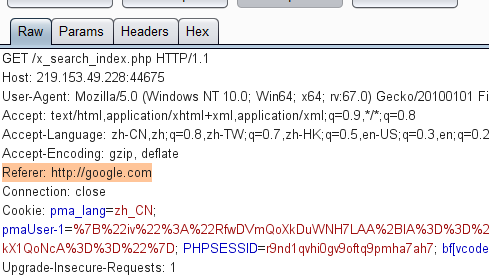 Raw Params Headers Hex
GET /x_search_index.php HTTP/1.1
Host: 219.153.49.228:44675
User-Agent: Mozilla/5.0 (Windows NT 10.0; Win64; x64; rv:67.0) Gecko/20100101 Fi
Accept: text/html,application/xhtml+xml,application/xml;q=0.9,*/*;q=0.8
Accept-Language: zh-CN,zh;q=0.8,zh-TW;q=0.7,zh-HK;q=0.5,en-US;q=0.3,en;q=0.2
Accept-Encoding: gzip, deflate
Referer: http://google.com
Connection: close
Cookie: pma_lang=zh_CN;
pmaUser-1=%7B%22iv%22%3A%22RfwDVmQoXkDuWNH7LAA%2BIA%3D%3D%2
kX1QoNcA%3D%3D%22%7D; PHPSESSID=r9nd1qvhi0gv9oftq9pmha7ah7; bf[vcode
Upgrade-Insecure-Requests: 1